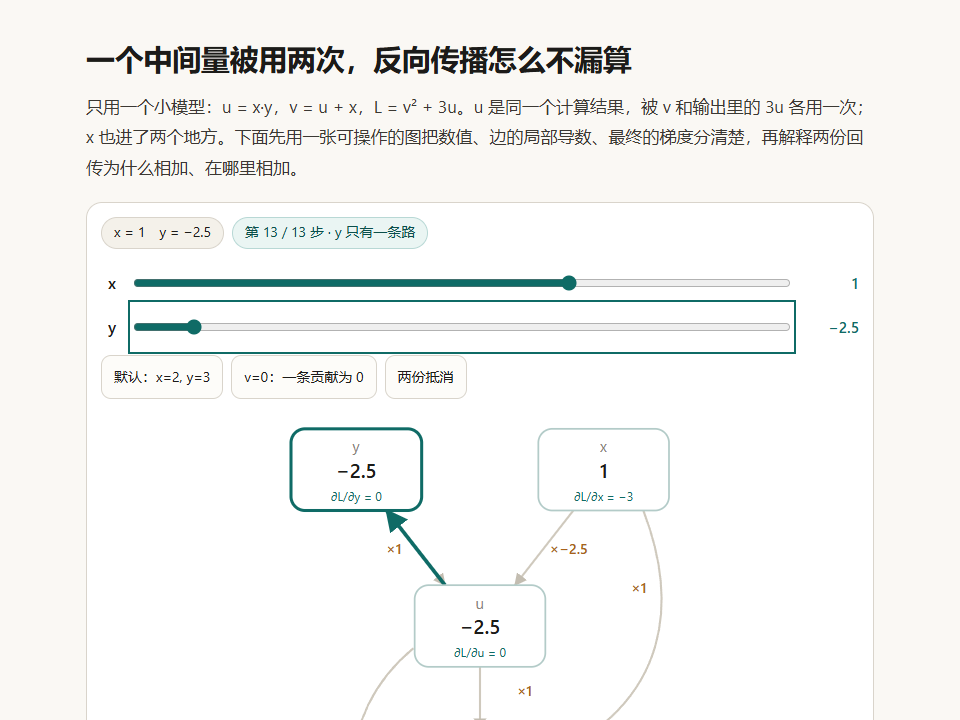 一个中间量被用两次，反向传播怎么不漏算
只用一个小模型：u = x·y，v = u + x，L = v² + 3u。u 是同一个计算结果，被 v 和输出里的 3u 各用一次；
x 也进了两个地方。下面先用一张可操作的图把数值、边的局部导数、最终的梯度分清楚，再解释两份回
传为什么相加、在哪里相加。
x = 1 y = −2.5
第 13 / 13 步 · y 只有一条路
x
1
y
−2.5
默认：x=2, y=3
v=0：一条贡献为 0
两份抵消
y
−2.5
∂L/∂y = 0
x
1
∂L/∂x = −3
×1
×−2.5
×1
u
−2.5
∂L/∂u = 0
×1